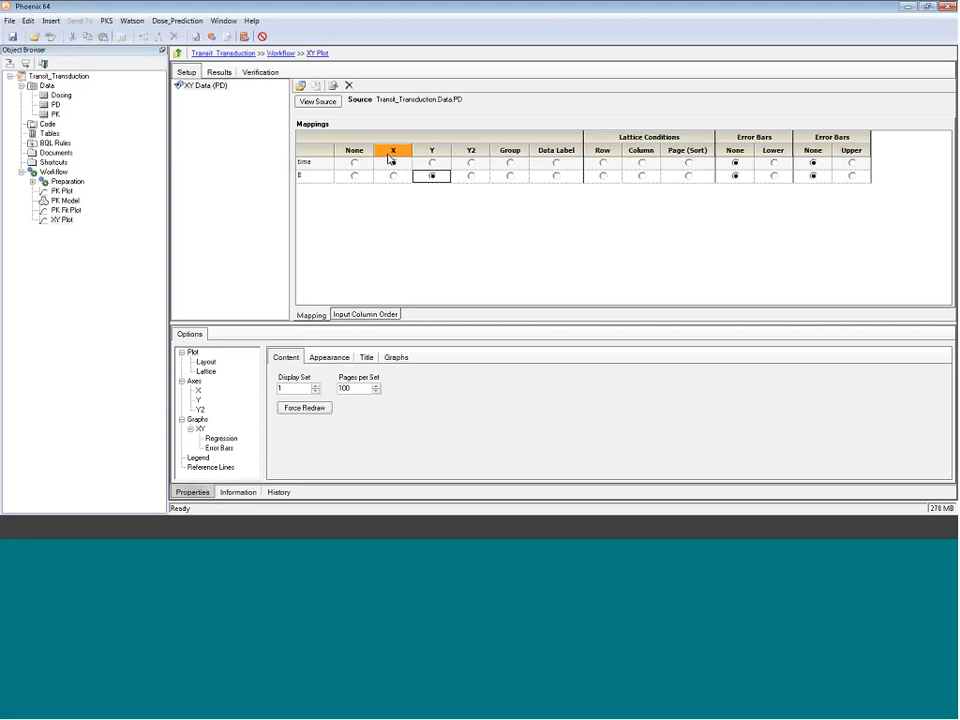 Phoenix 64
File Edit Insert Send To PKS Watson Dose_Prediction Window Help
Object Browser
Transit_Transduction >> Workflow >> XY Plot
Transit_Transduction
Data
Dosing
PD
PK
Code
Tables
BQL Rules
Documents
Shortcuts
Workflow
Preparation
PK Plot
PK Model
PK Fit Plot
XY Plot
Setup Results Verification
XY Data (PD)
View Source Source Transit_Transduction.Data.PD
Mappings
Lattice Conditions Error Bars Error Bars
None X Y Y2 Group Data Label Row Column Page (Sort) None Lower None Upper
time
E
Mapping Input Column Order
Options
Plot
Layout
Lattice
Axes
X
Y
Y2
Graphs
XY
Regression
Error Bars
Legend
Reference Lines
Content Appearance Title Graphs
Display Set Pages per Set
1 100
Force Redraw
Properties Information History
Ready 278 MB